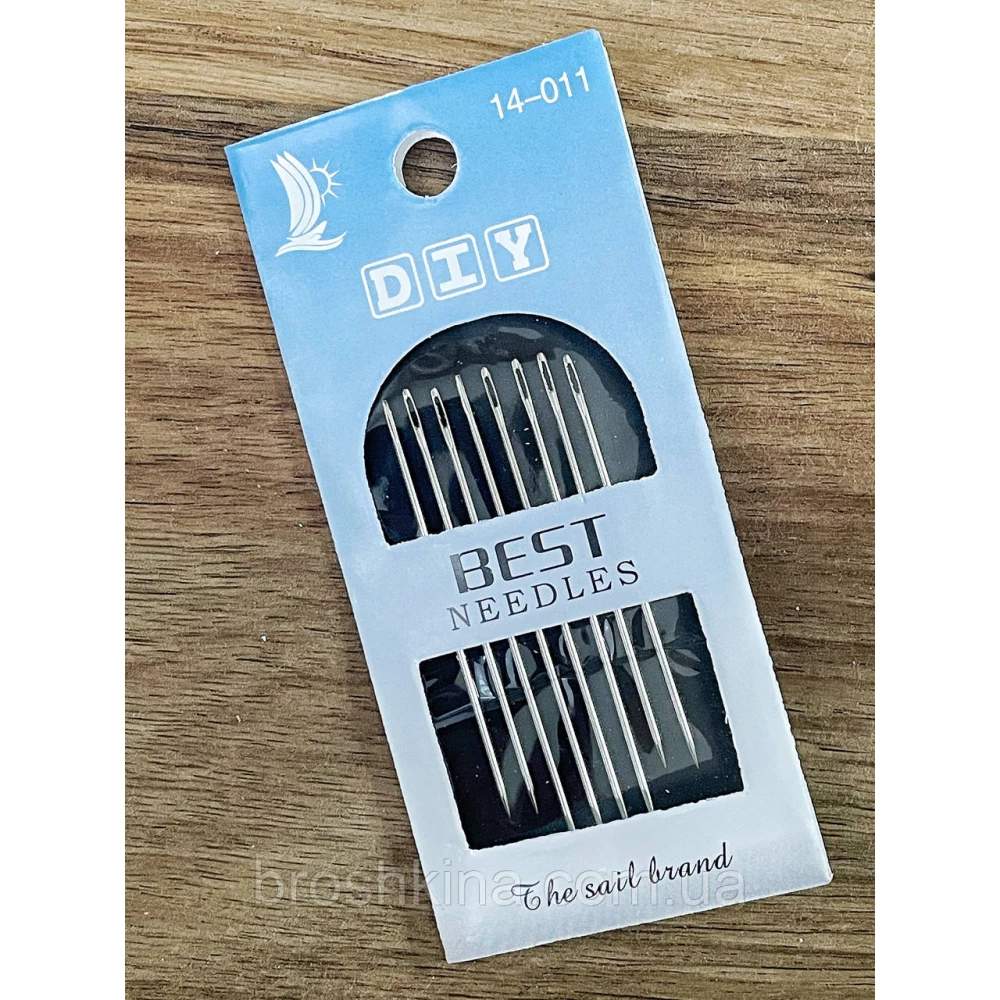 14-011
DIY
BEST
NEEDLES
The sail brand
broshkina.com.ua